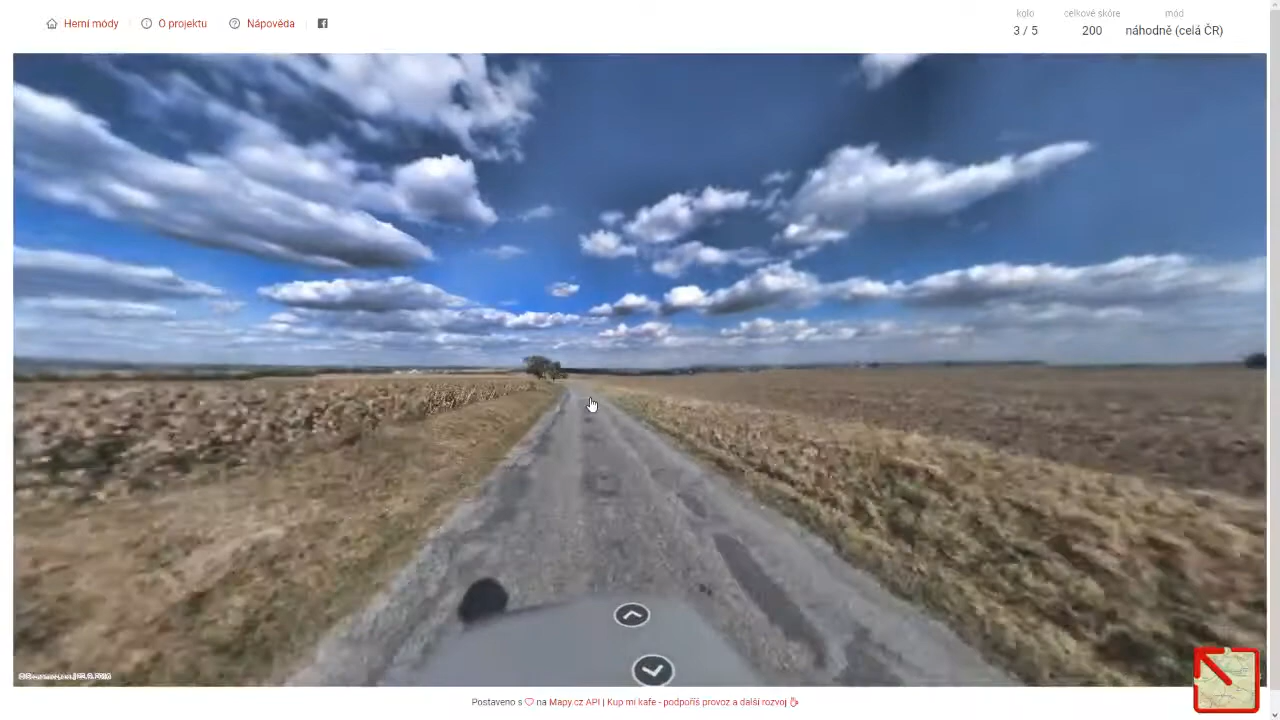 Herní módy
O projektu
Nápověda
kolo
3 / 5
celkové skóre
200
mód
náhodně (celá ČR)
Postaveno s ♡ na Mapy.cz API | Kup mi kafe - podpoříš provoz a další rozvoj